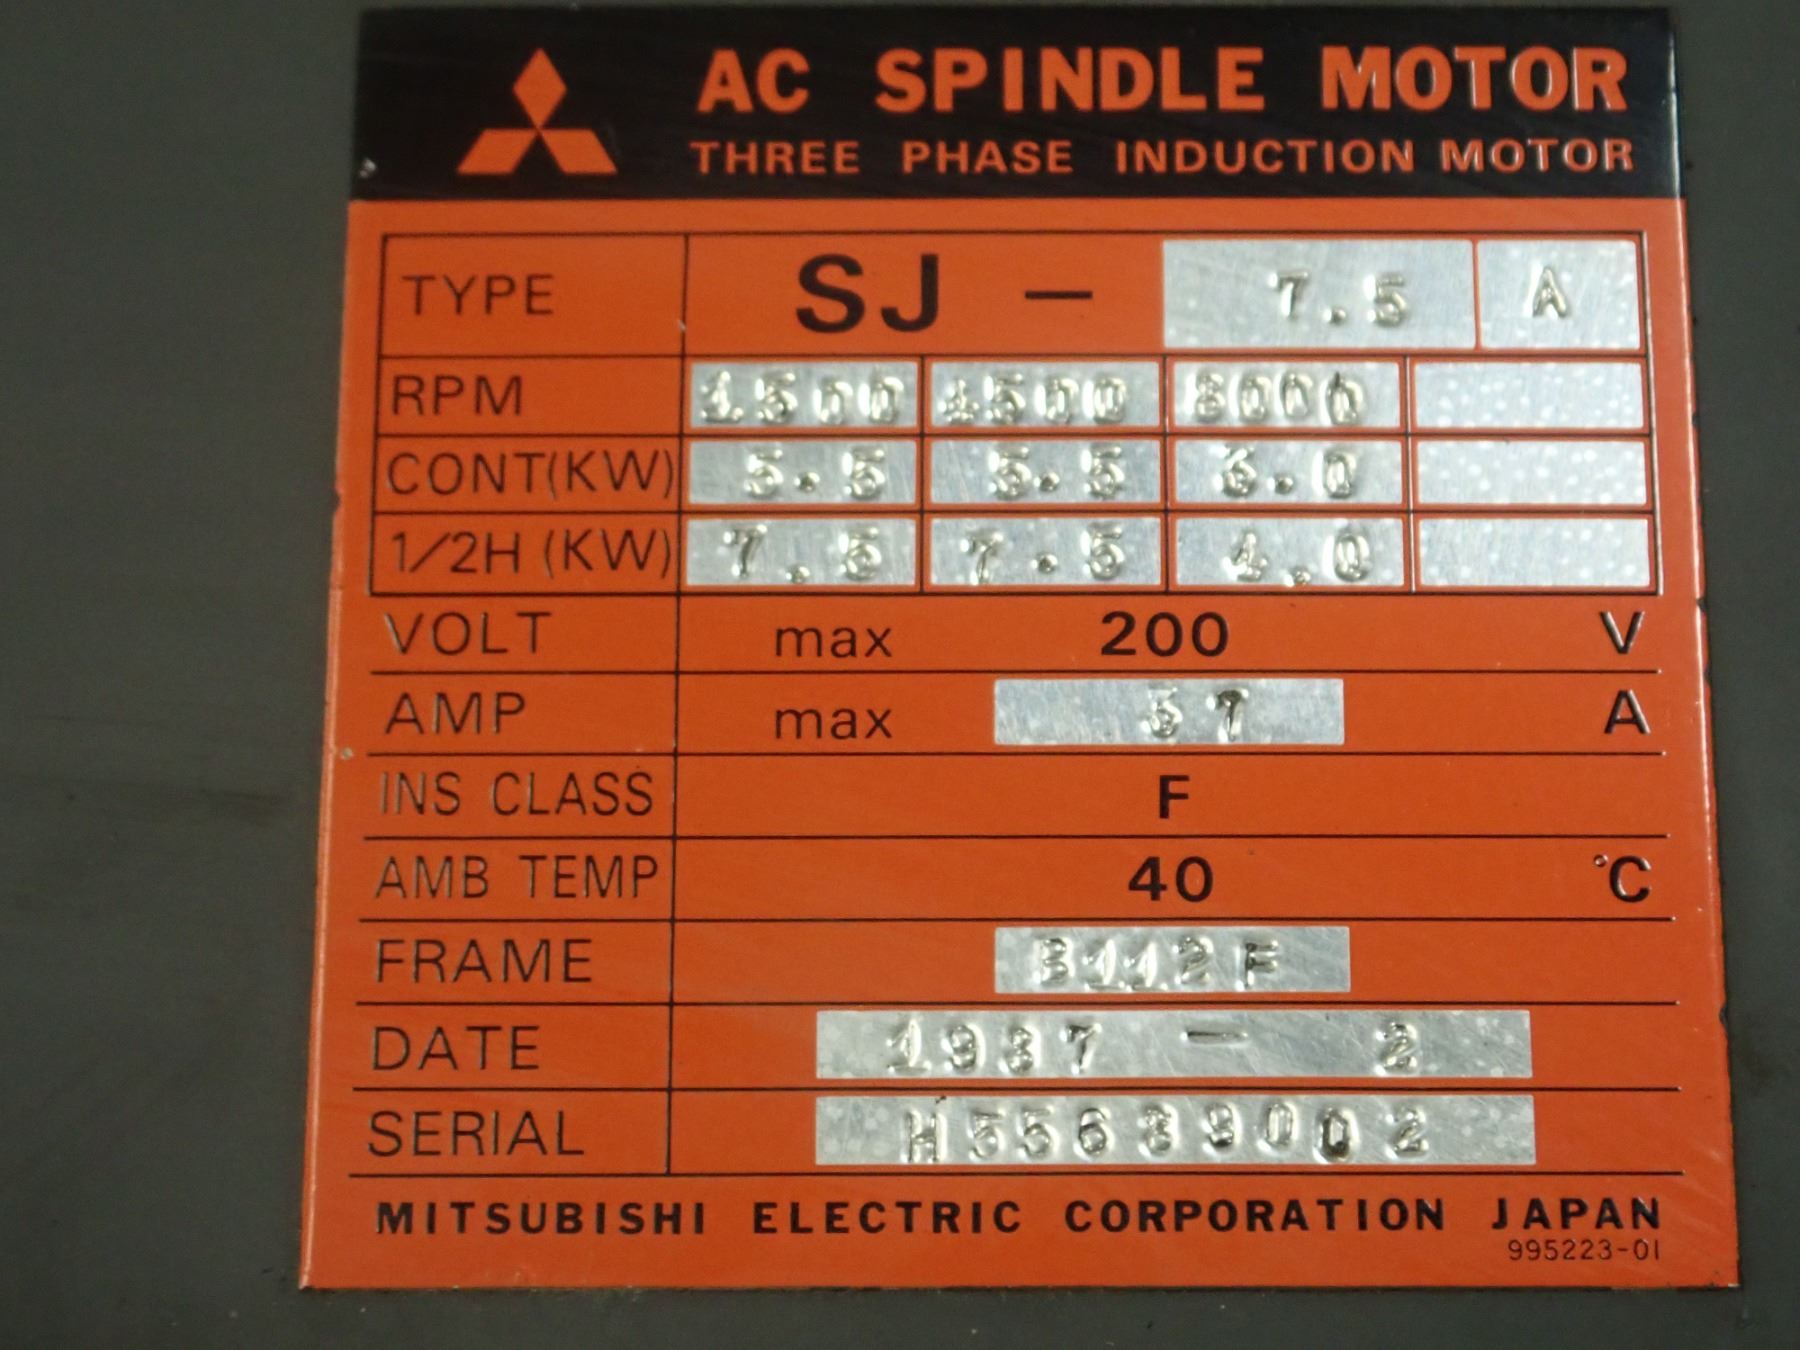 AC SPINDLE MOTOR
THREE PHASE INDUCTION MOTOR
TYPE SJ - 7.5 A
RPM 1500 4500 8000
CONT(KW) 5.5 5.5 3.0
1/2H (KW) 7.5 7.5 4.0
VOLT max 200 V
AMP max 37 A
INS CLASS F
AMB TEMP 40 °C
FRAME B112F
DATE 1987 - 2
SERIAL H55689002
MITSUBISHI ELECTRIC CORPORATION JAPAN
995223-01